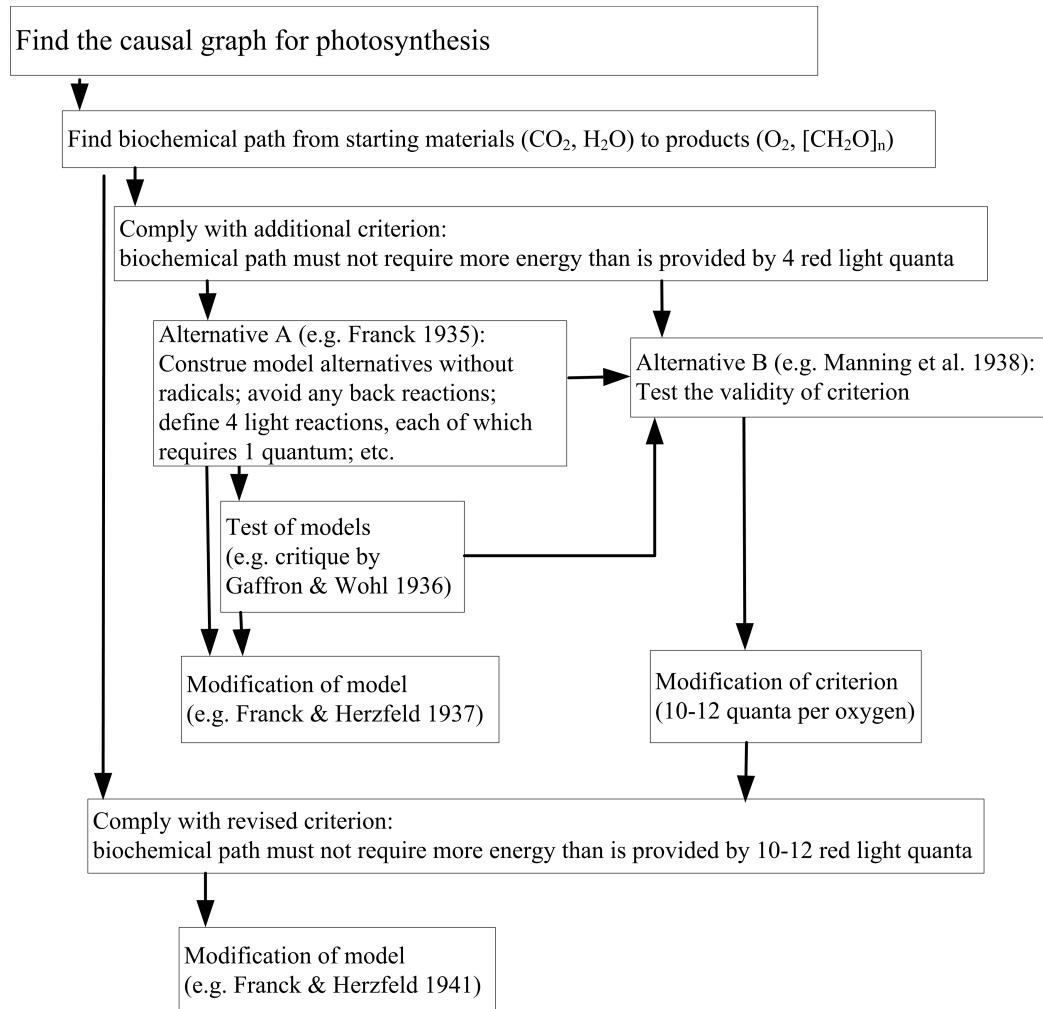 Find the causal graph for photosynthesis
Find biochemical path from starting materials (CO₂, H₂O) to products (O₂, [CH₂O]ₙ)
Comply with additional criterion:
biochemical path must not require more energy than is provided by 4 red light quanta
Alternative A (e.g. Franck 1935):
Construe model alternatives without
radicals; avoid any back reactions;
define 4 light reactions, each of which
requires 1 quantum; etc.
Alternative B (e.g. Manning et al. 1938):
Test the validity of criterion
Test of models
(e.g. critique by
Gaffron & Wohl 1936)
Modification of model
(e.g. Franck & Herzfeld 1937)
Modification of criterion
(10-12 quanta per oxygen)
Comply with revised criterion:
biochemical path must not require more energy than is provided by 10-12 red light quanta
Modification of model
(e.g. Franck & Herzfeld 1941)